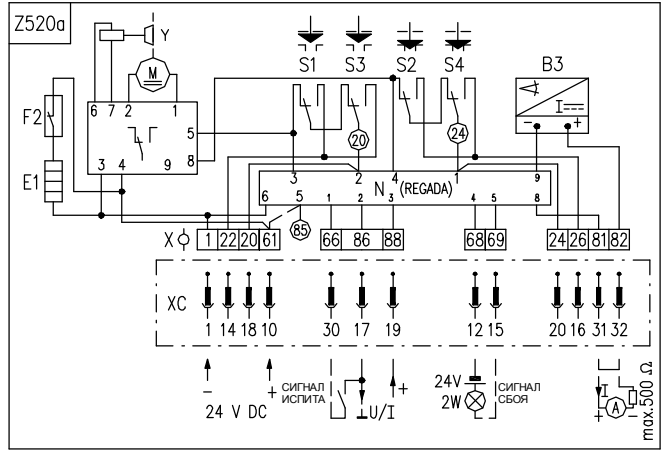 Z520a
Y
S1 S3 S2 S4 B3
M
6 7 2 1
I
F2
5
20
24
- +
3 4 9 8
E1
3 2 4 1 9
N (REGADA)
6 5 1 2 3 4 5 8
85
X 1 22 20 61 66 86 88 68 69 24 26 81 82
XC
1 14 18 10 30 17 19 12 15 20 16 31 32
- +
24 V DC
СИГНАЛ
ИСПИТА
U/I
+
24V
2W
СИГНАЛ
СБОЯ
I
+ A -
max.500 Ω